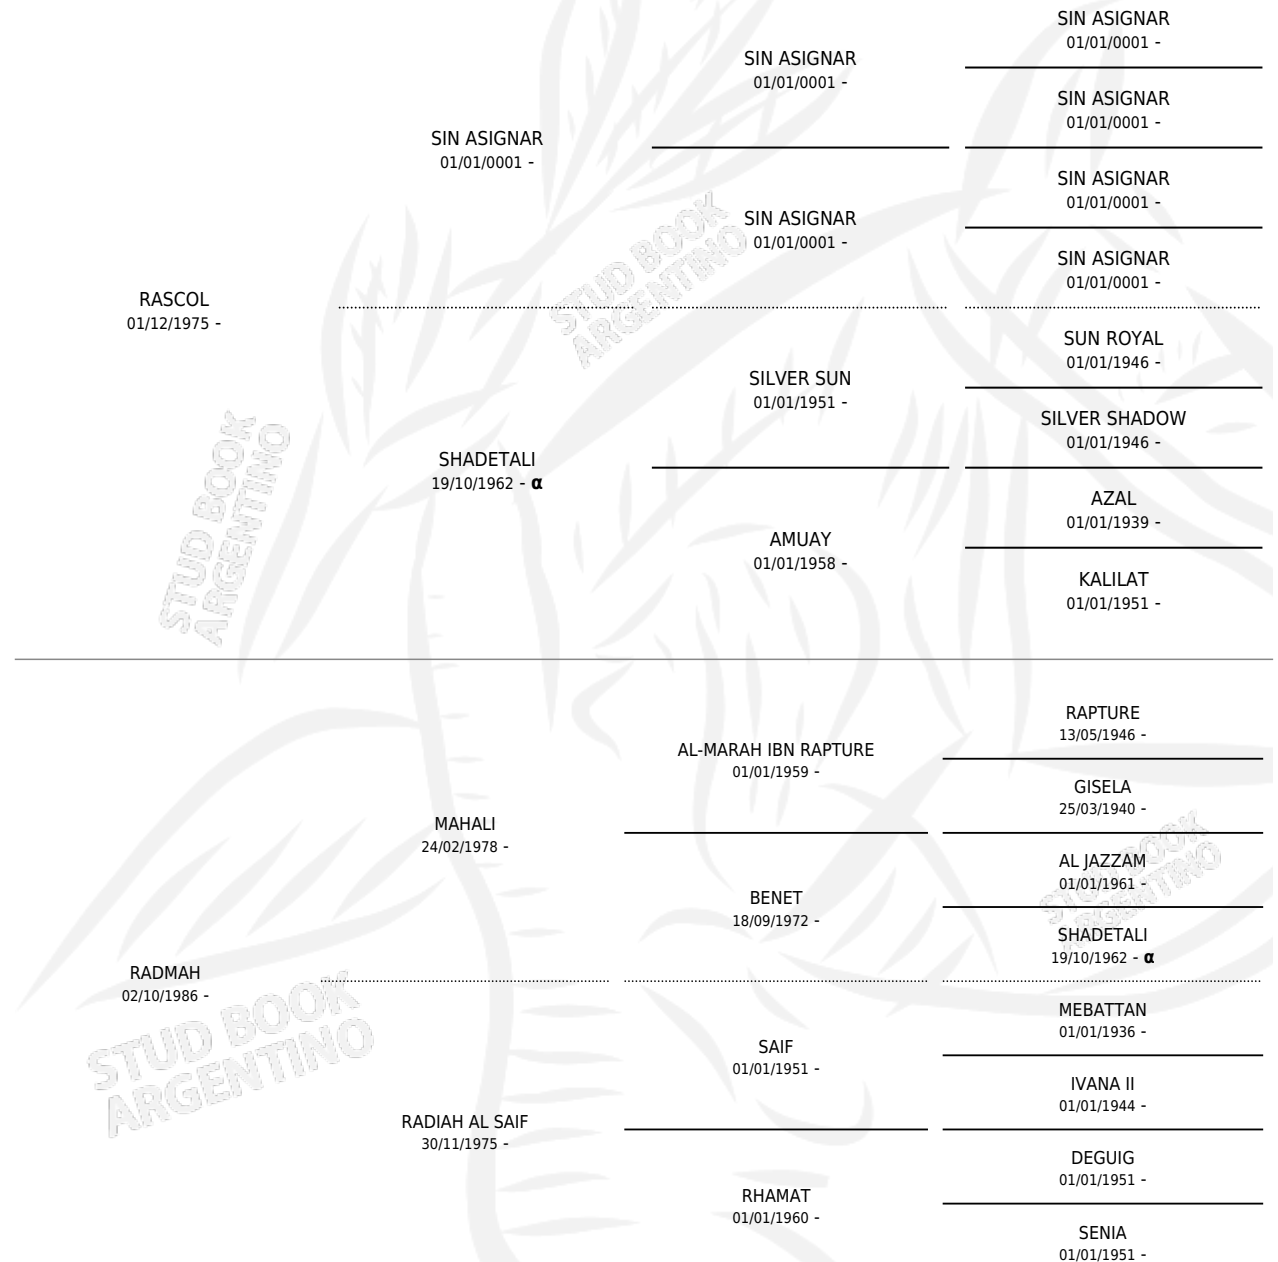 SIN ASIGNAR
01/01/0001 -
SIN ASIGNAR
01/01/0001 -
SIN ASIGNAR
01/01/0001 -
SIN ASIGNAR
01/01/0001 -
SIN ASIGNAR
01/01/0001 -
SIN ASIGNAR
01/01/0001 -
SIN ASIGNAR
01/01/0001 -
STUD BOOK
ARGENTINO
RASCOL
01/12/1975 -
SUN ROYAL
01/01/1946 -
SILVER SUN
01/01/1951 -
SILVER SHADOW
01/01/1946 -
SHADETALI
19/10/1962 - α
STUD BOOK
ARGENTINO
AZAL
01/01/1939 -
AMUAY
01/01/1958 -
KALILAT
01/01/1951 -
RAPTURE
13/05/1946 -
AL-MARAH IBN RAPTURE
01/01/1959 -
GISELA
25/03/1940 -
MAHALI
24/02/1978 -
AL JAZZAM
01/01/1961 -
STUD BOOK
ARGENTINO
BENET
18/09/1972 -
SHADETALI
19/10/1962 - α
RADMAH
02/10/1986 -
STUD BOOK
ARGENTINO
MEBATTAN
01/01/1936 -
SAIF
01/01/1951 -
IVANA II
01/01/1944 -
RADIAH AL SAIF
30/11/1975 -
DEGUIG
01/01/1951 -
RHAMAT
01/01/1960 -
SENIA
01/01/1951 -